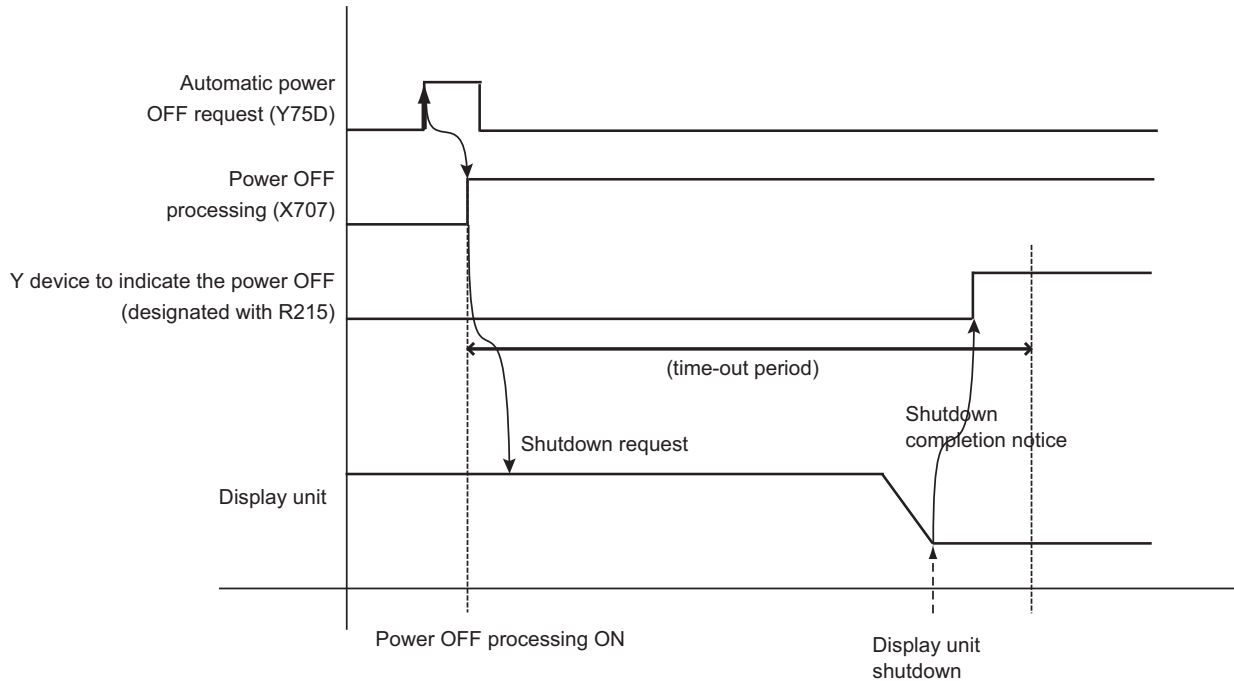 Automatic power
OFF request (Y75D)
Power OFF
processing (X707)
Y device to indicate the power OFF
(designated with R215)
(time-out period)
Shutdown
completion notice
Shutdown request
Display unit
Power OFF processing ON
Display unit
shutdown